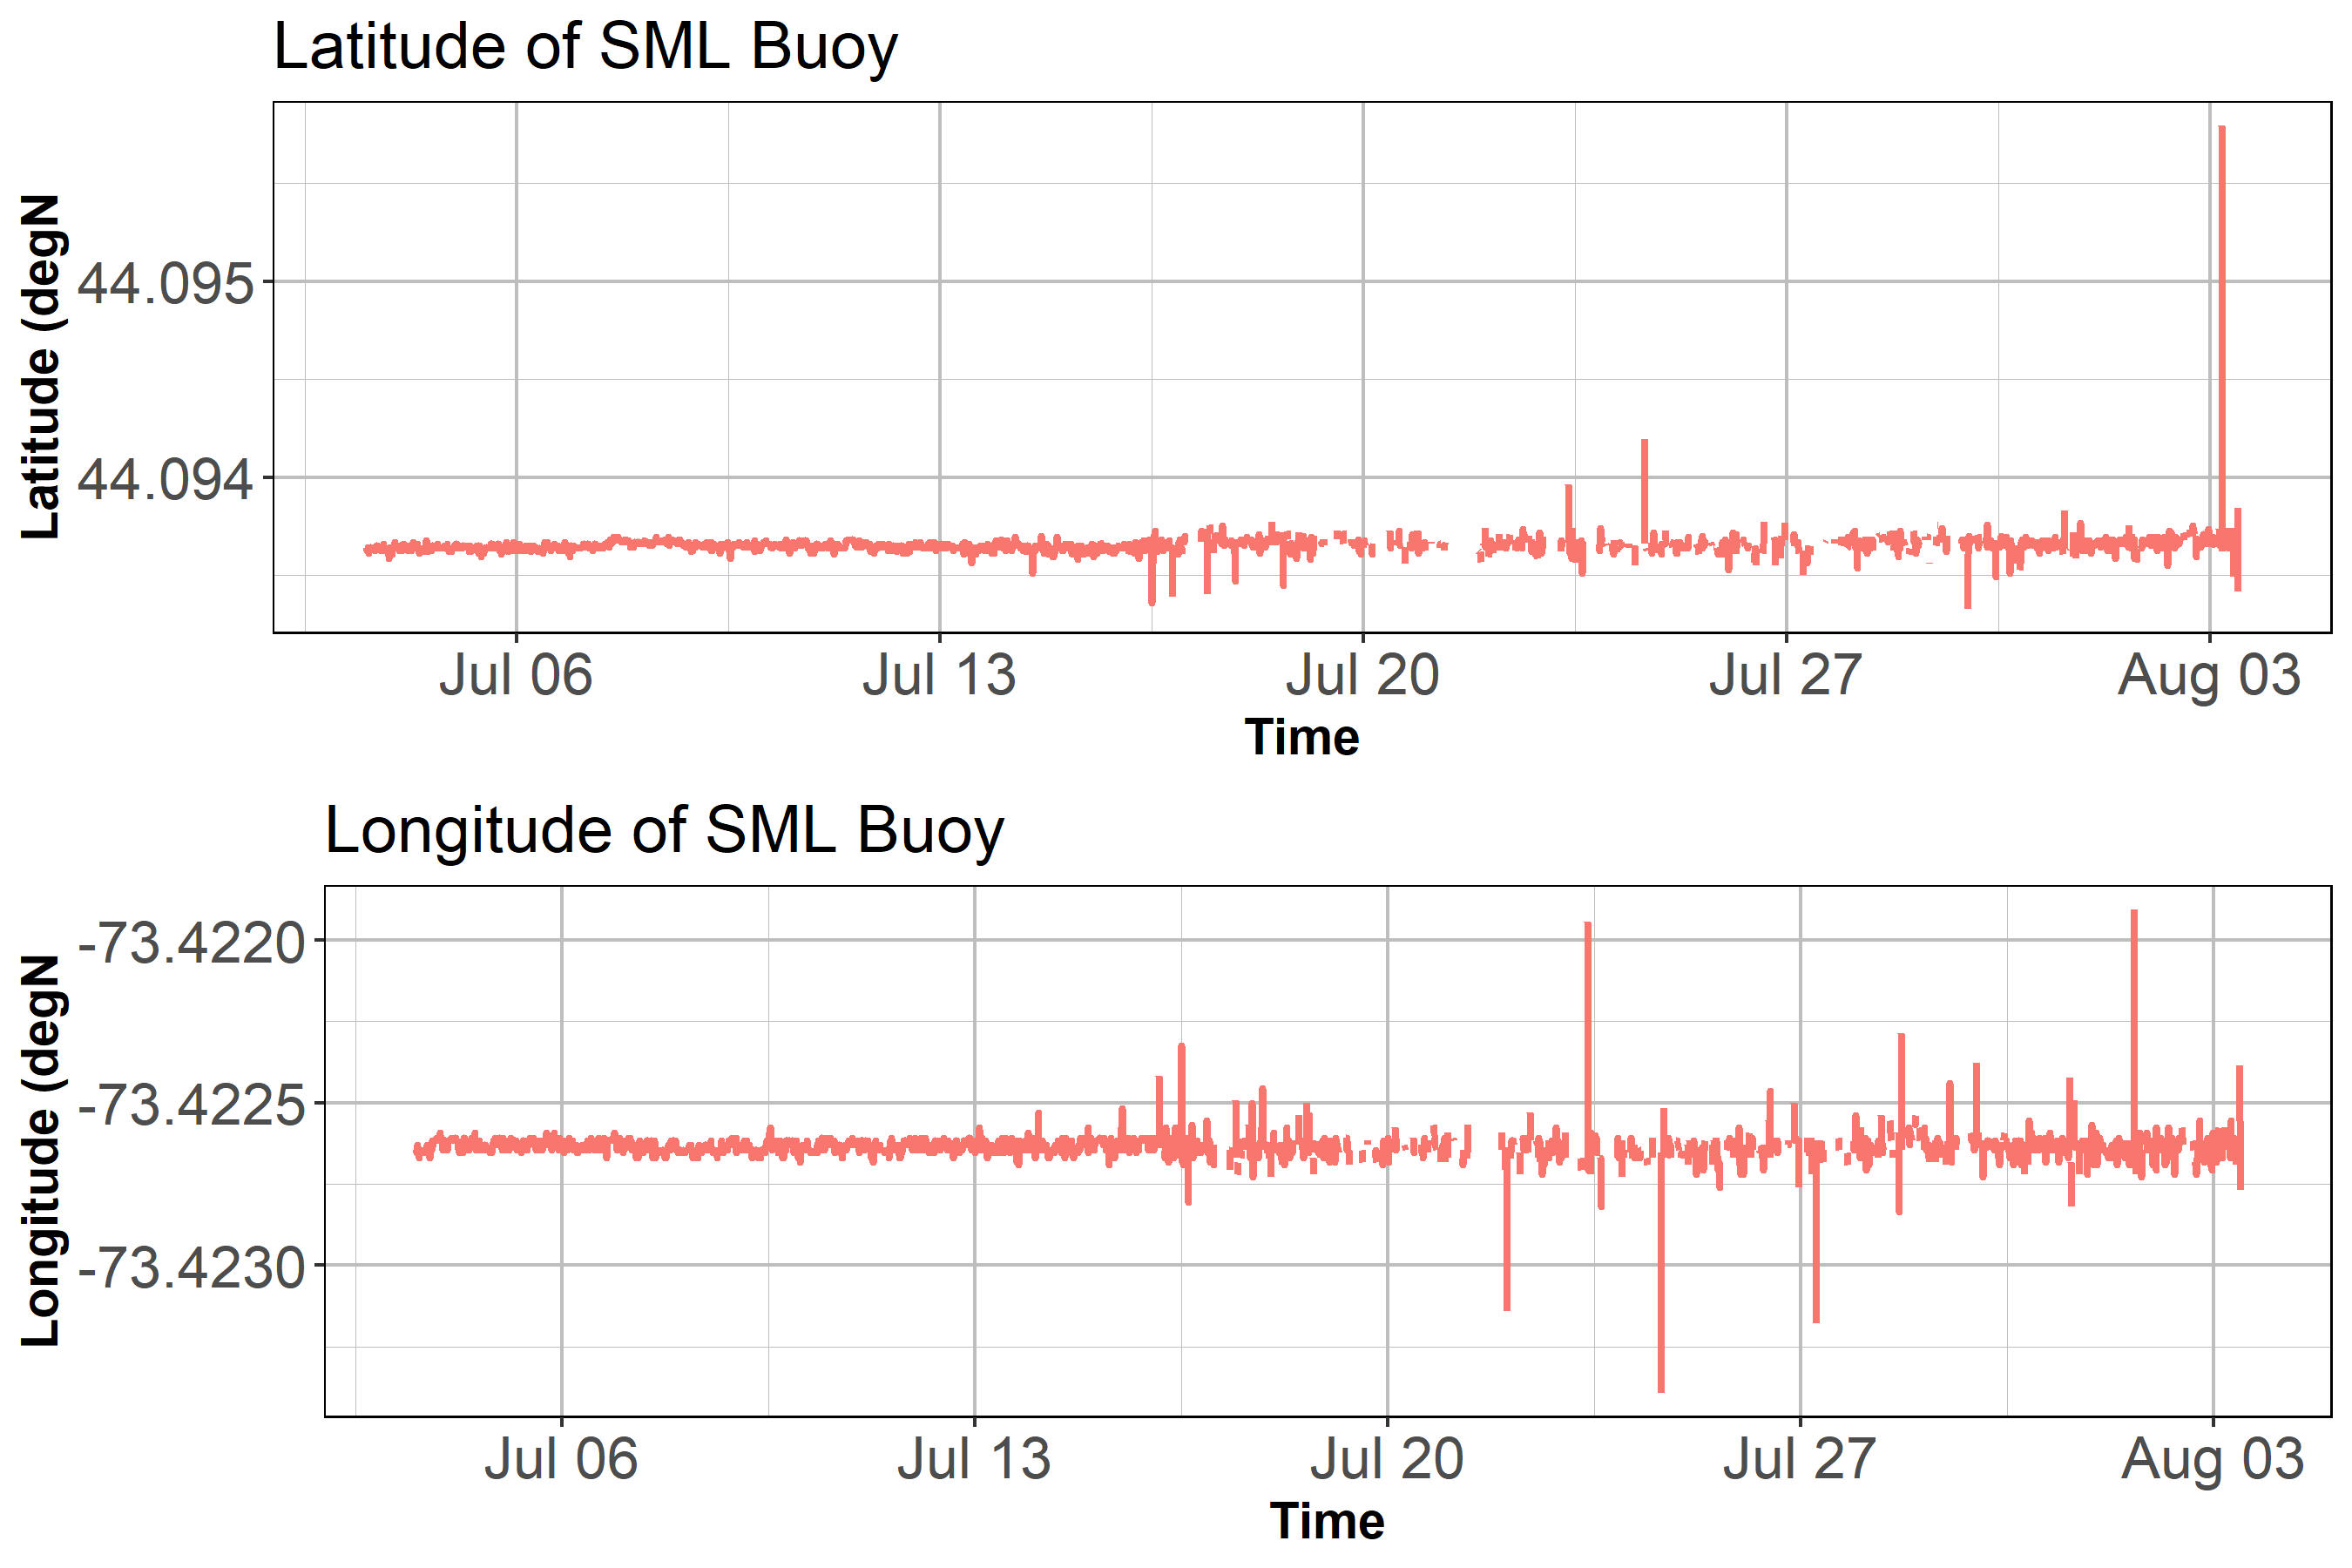 Latitude of SML Buoy
Latitude (degN
44.095
44.094
Jul 06 Jul 13 Jul 20 Jul 27 Aug 03
Time
Longitude of SML Buoy
Longitude (degN
-73.4220
-73.4225
-73.4230
Jul 06 Jul 13 Jul 20 Jul 27 Aug 03
Time